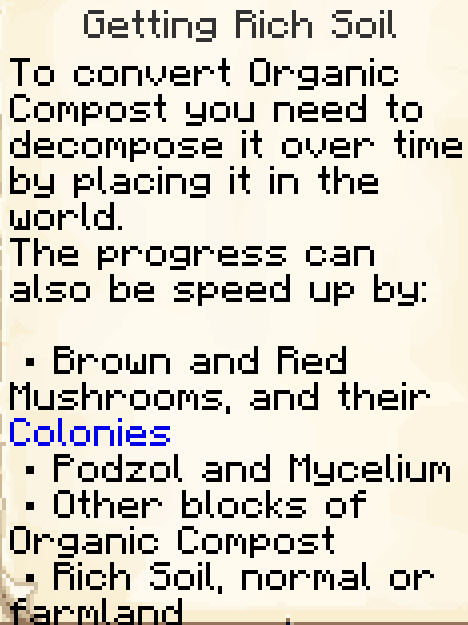 Getting Rich Soil
To convert Organic
Compost you need to
decompose it over time
by placing it in the
world.
The progress can
also be speed up by:
• Brown and Red
Mushrooms, and their
Colonies
• Podzol and Mycelium
• Other blocks of
Organic Compost
• Rich Soil, normal or
farmland